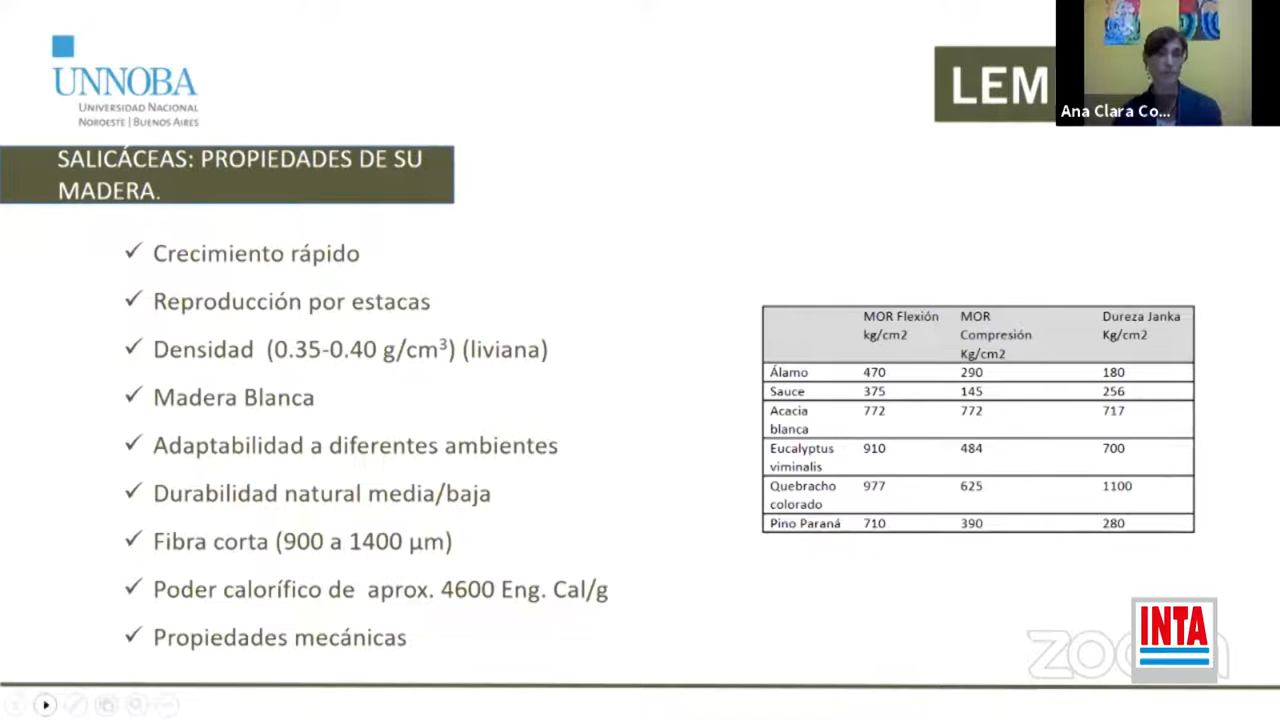 UNNOBA
UNIVERSIDAD NACIONAL
NOROESTE | BUENOS AIRES
LEM
Ana Clara Co...
SALICÁCEAS: PROPIEDADES DE SU
MADERA.
✓ Crecimiento rápido
✓ Reproducción por estacas
✓ Densidad (0.35-0.40 g/cm³) (liviana)
✓ Madera Blanca
✓ Adaptabilidad a diferentes ambientes
✓ Durabilidad natural media/baja
✓ Fibra corta (900 a 1400 µm)
✓ Poder calorífico de aprox. 4600 Eng. Cal/g
✓ Propiedades mecánicas
MOR Flexión kg/cm2 | MOR Compresión Kg/cm2 | Dureza Janka Kg/cm2
Álamo 470 290 180
Sauce 375 145 256
Acacia blanca 772 772 717
Eucalyptus viminalis 910 484 700
Quebracho colorado 977 625 1100
Pino Paraná 710 390 280
zoom
INTA